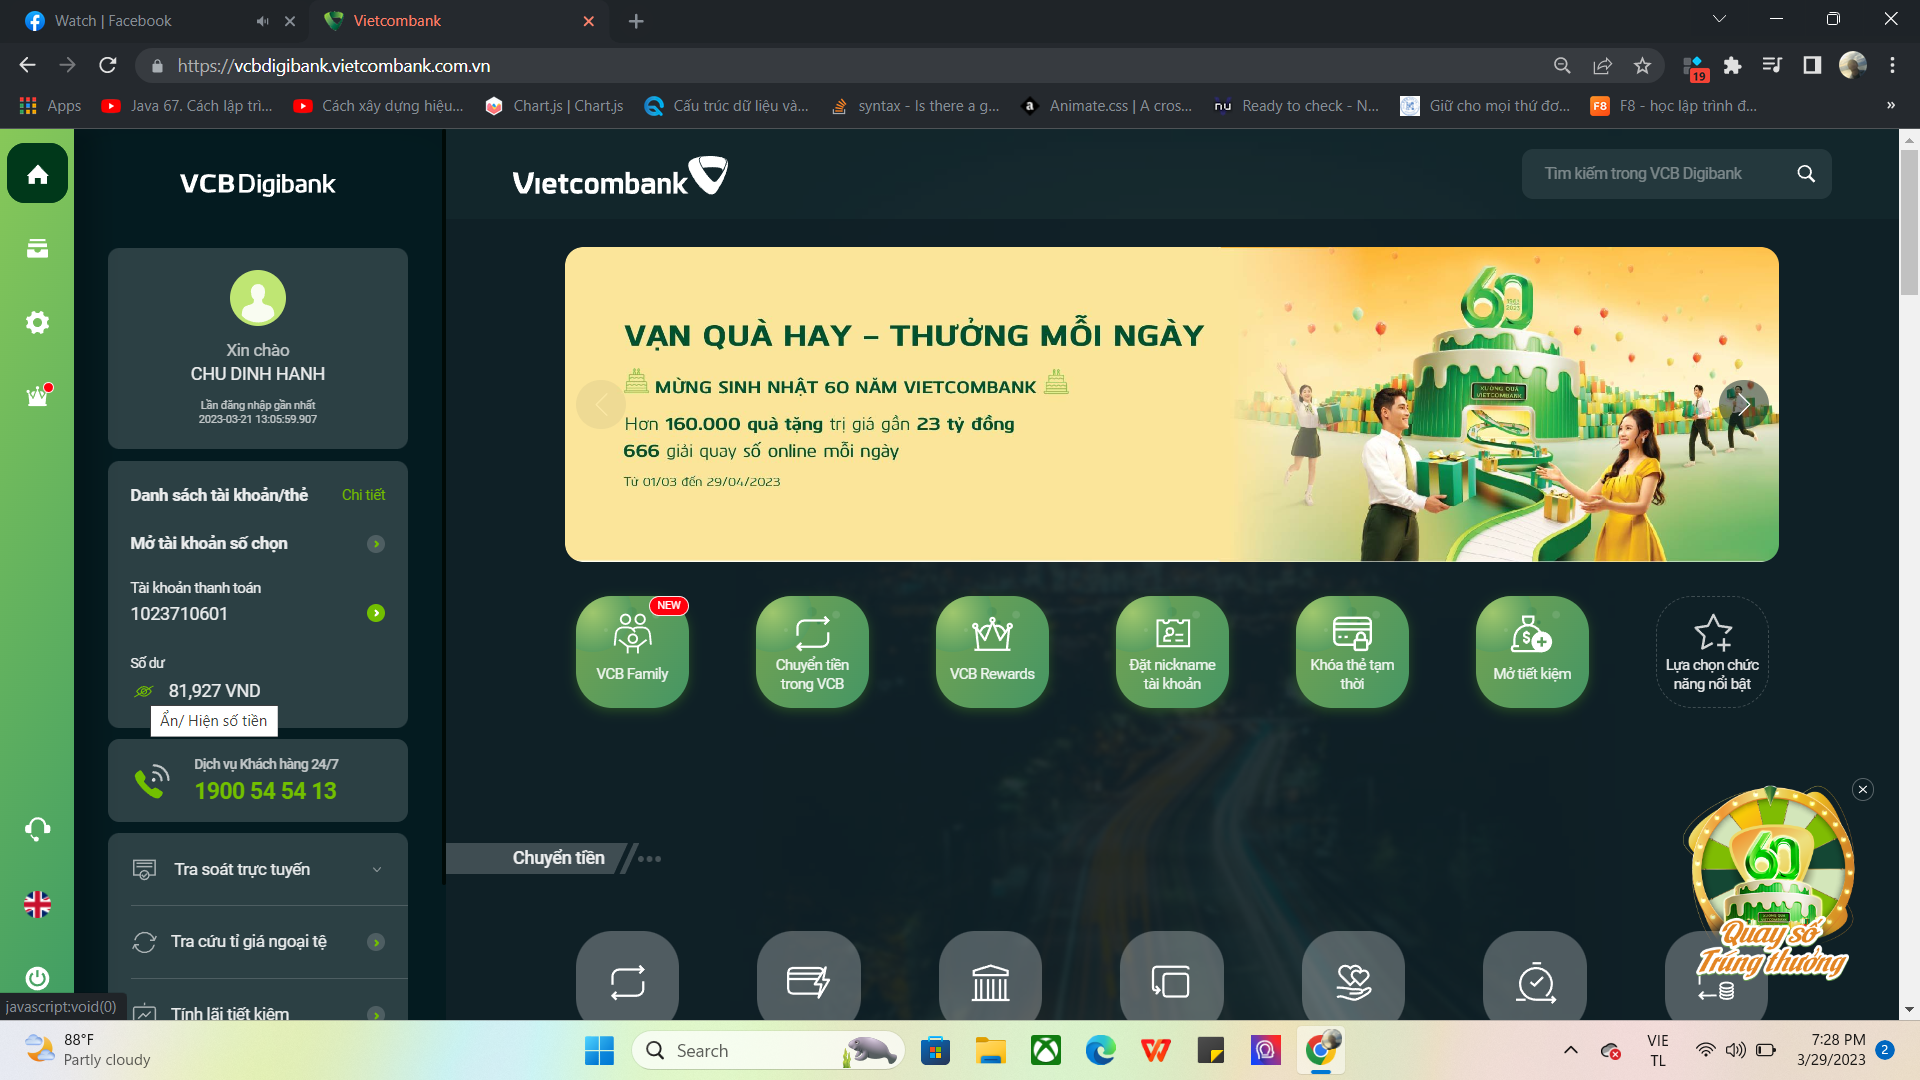 Watch | Facebook
Vietcombank
https://vcbdigibank.vietcombank.com.vn
19
Apps
Java 67. Cách lập trì...
Cách xây dựng hiệu...
Chart.js | Chart.js
Cấu trúc dữ liệu và...
syntax - Is there a g...
Animate.css | A cros...
Ready to check - N...
Giữ cho mọi thứ đơ...
F8 - học lập trình đ...
»
VCB Digibank
Vietcombank
Tìm kiếm trong VCB Digibank
Xin chào
CHU DINH HANH
Lần đăng nhập gần nhất
2023-03-21 13:05:59.907
Danh sách tài khoản/thẻ
Chi tiết
Mở tài khoản số chọn
Tài khoản thanh toán
1023710601
Số dư
81,927 VND
Ẩn/ Hiện số tiền
Dịch vụ Khách hàng 24/7
1900 54 54 13
Tra soát trực tuyến
Tra cứu tỉ giá ngoại tệ
Tính lãi tiết kiệm
javascript:void(0)
VẠN QUÀ HAY – THƯỞNG MỖI NGÀY
MỪNG SINH NHẬT 60 NĂM VIETCOMBANK
Hơn 160.000 quà tặng trị giá gần 23 tỷ đồng
666 giải quay số online mỗi ngày
Từ 01/03 đến 29/04/2023
60
XƯỞNG QUÀ
VIETCOMBANK
NEW
VCB Family
Chuyển tiền
trong VCB
VCB Rewards
Đặt nickname
tài khoản
Khóa thẻ tạm
thời
Mở tiết kiệm
Lựa chọn chức
năng nổi bật
Chuyển tiền
60
Quay số
Trúng thưởng
88°F
Partly cloudy
Search
VIE
TL
7:28 PM
3/29/2023
2